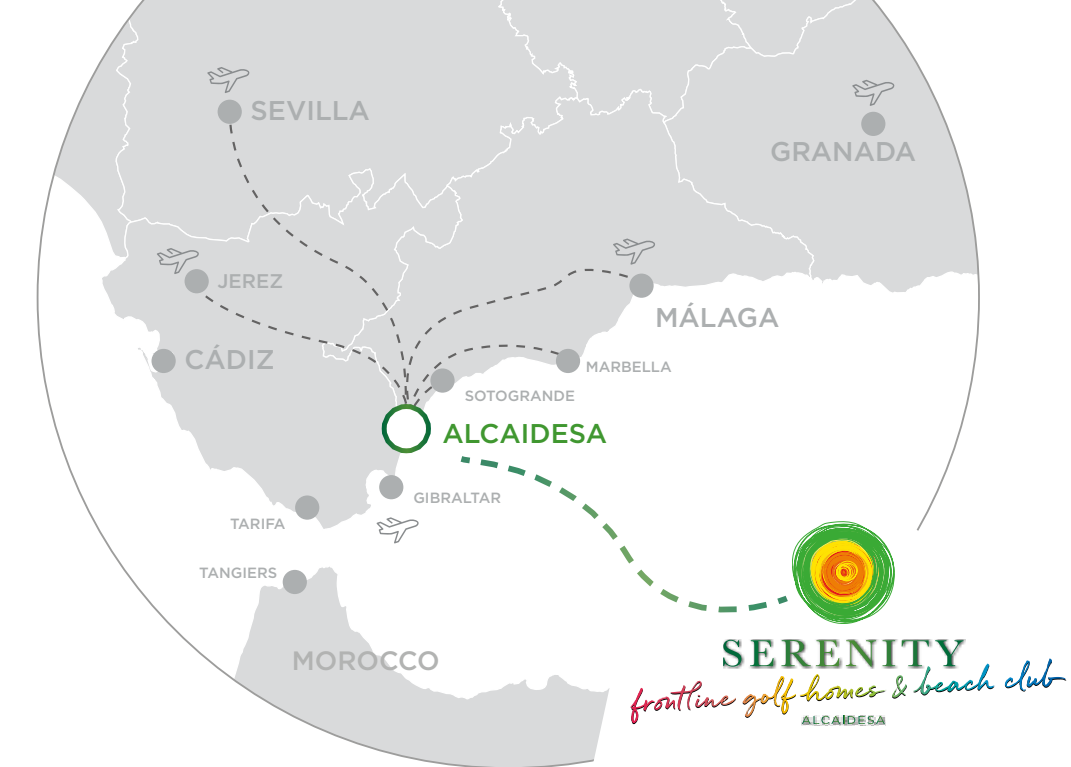 SEVILLA
GRANADA
JEREZ
MÁLAGA
CÁDIZ
MARBELLA
SOTOGRANDE
ALCAIDESA
GIBRALTAR
TARIFA
TANGIERS
MOROCCO
SERENITY
frontline golf homes & beach club
ALCAIDESA